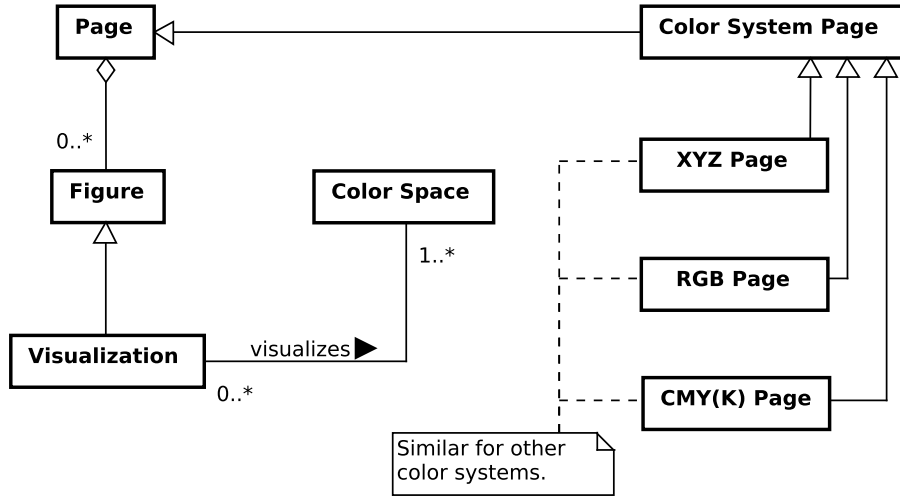 Page
Color System Page
0..*
XYZ Page
Figure
Color Space
1..*
RGB Page
visualizes
Visualization
0..*
CMY(K) Page
Similar for other
color systems.